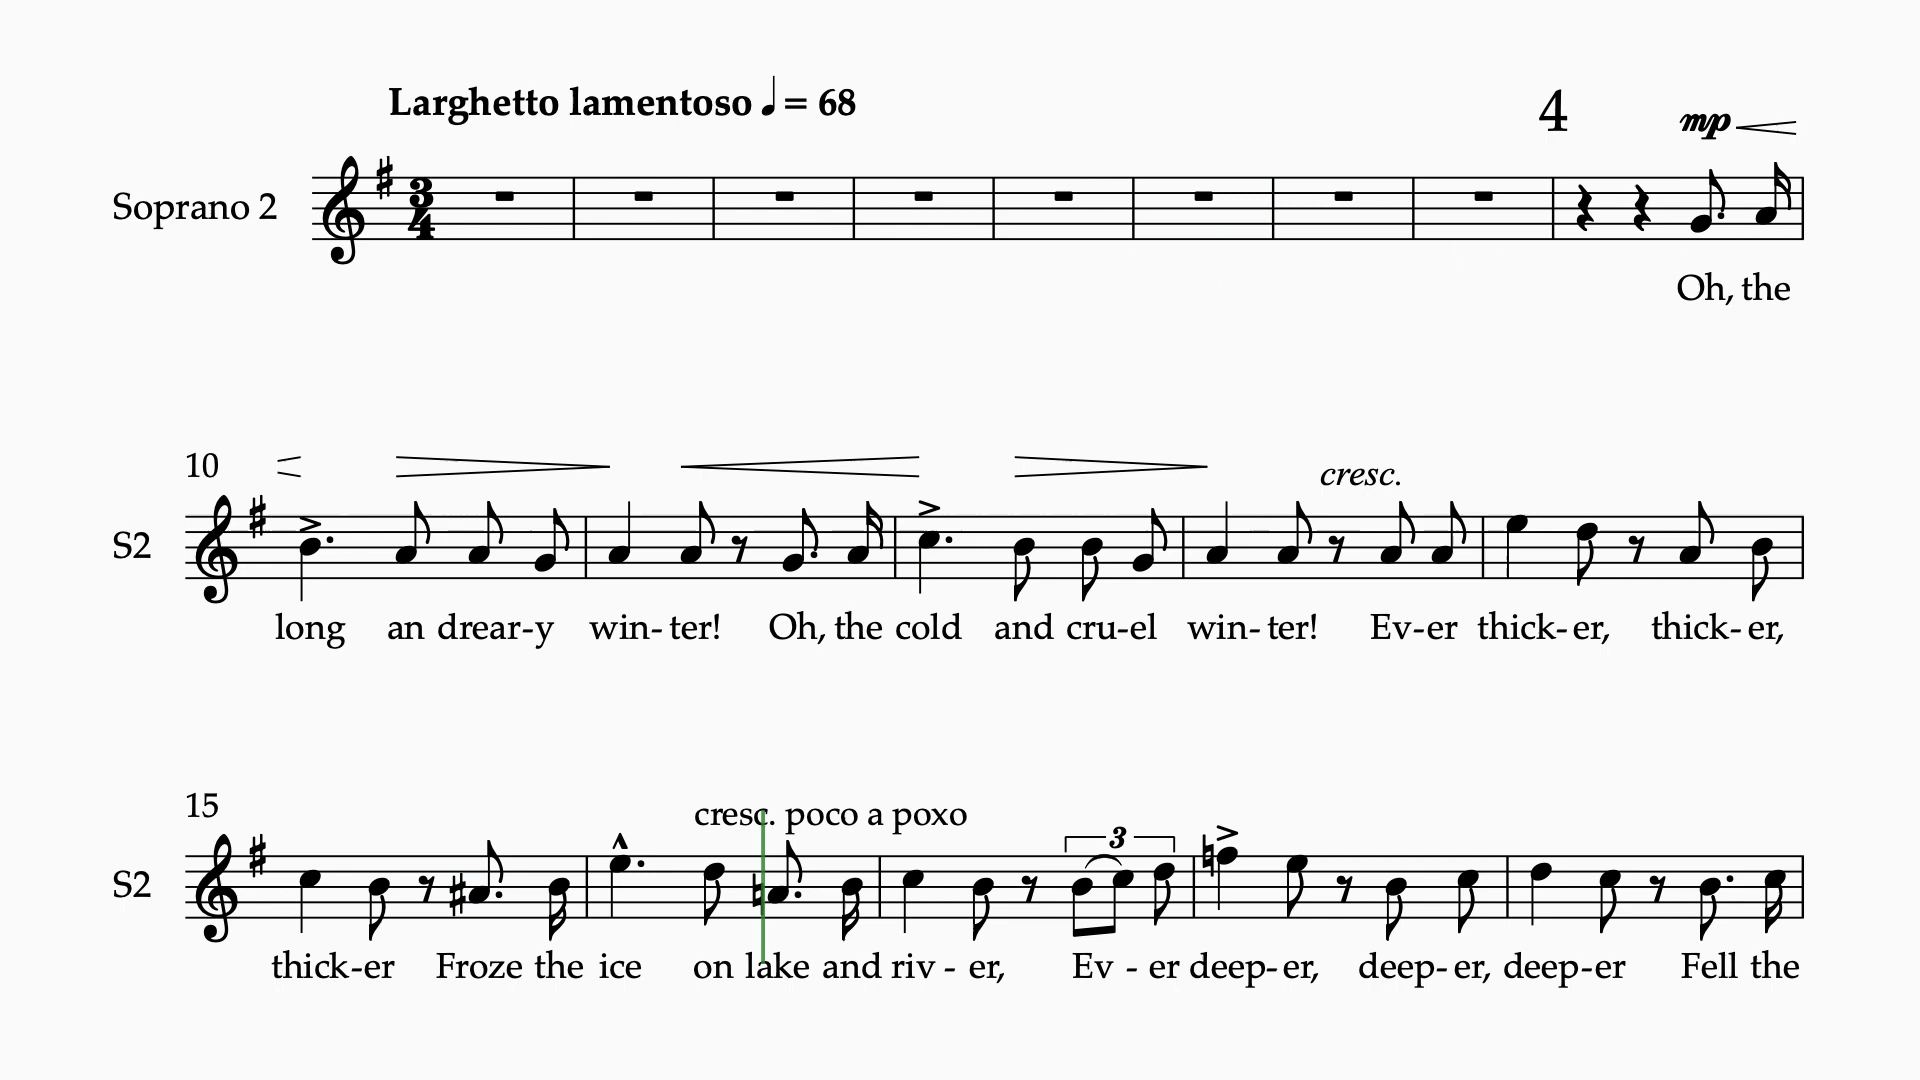 Larghetto lamentoso ♩ = 68
4
mp
Soprano 2
3
4
Oh, the
10
cresc.
S2
long an drear-y win-ter! Oh, the cold and cru-el win-ter! Ev-er thick-er, thick-er,
15
cresc. poco a poxo
3
S2
thick-er Froze the ice on lake and riv-er, Ev-er deep-er, deep-er, deep-er Fell the